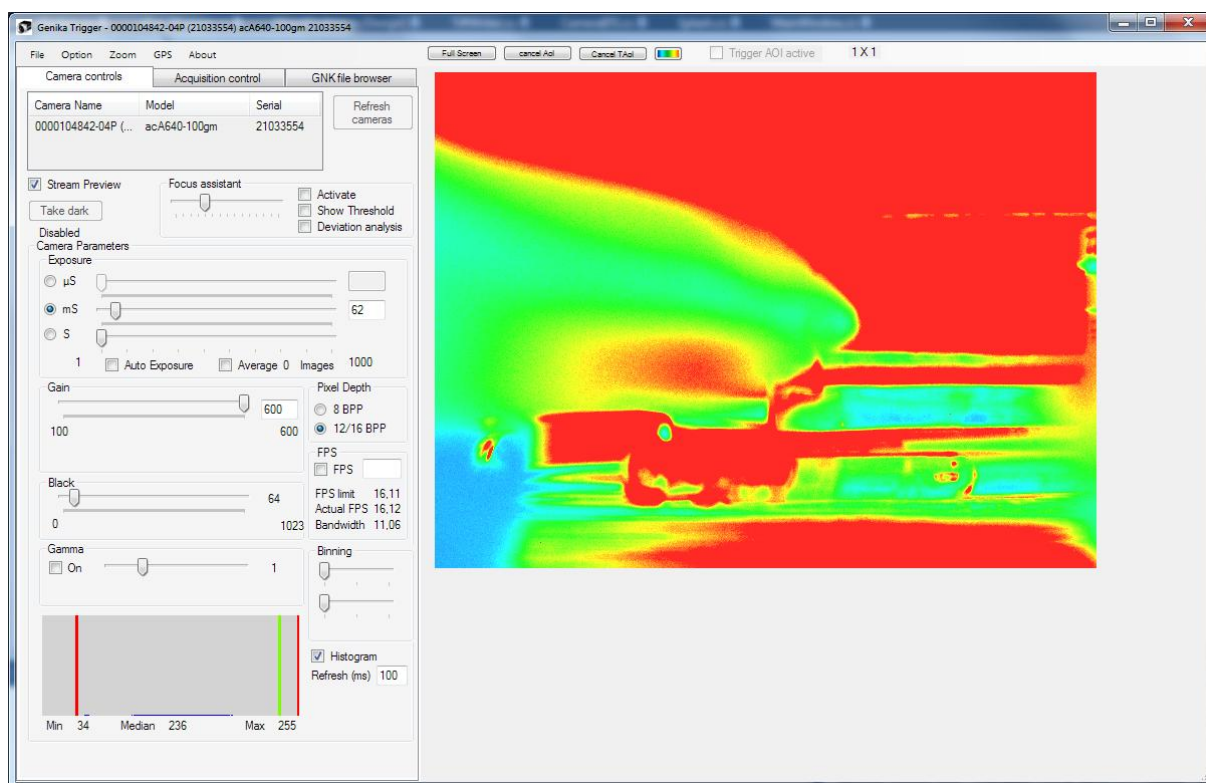 Genika Trigger - 0000104842-04P (21033554) acA640-100gm 21033554
File Option Zoom GPS About
Full Screen cancel AoI Cancel TAoI Trigger AOI active 1 X 1
Camera controls Acquisition control GNK file browser
Camera Name Model Serial
0000104842-04P (... acA640-100gm 21033554
Refresh
cameras
Stream Preview
Take dark
Disabled
Focus assistant
Activate
Show Threshold
Deviation analysis
Camera Parameters
Exposure
µS
mS 62
S
1 Auto Exposure Average 0 Images 1000
Gain
600
100 600
Pixel Depth
8 BPP
12/16 BPP
FPS
FPS
FPS limit 16,11
Actual FPS 16,12
Bandwidth 11,06
Black
64
0 1023
Gamma
On 1
Binning
Histogram
Refresh (ms) 100
Min 34 Median 236 Max 255